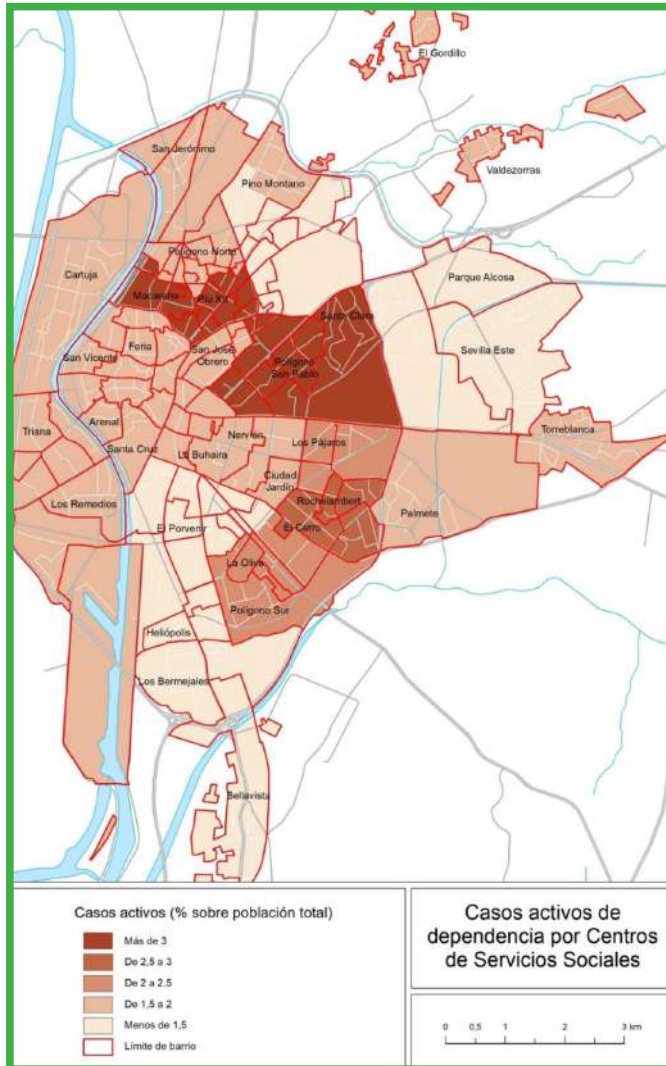 El Gordillo
San Jerónimo
Valdezorras
Pino Montano
Polígono Norte
Cartuja
Parque Alcosa
Macarena
Pío XII
Santa Clara
Feria
San José
Obrero
San Vicente
Sevilla Este
Polígono
San Pablo
Arenal
Triana
Nervión
Los Pájaros
Torreblanca
Santa Cruz
La Buhaira
Ciudad
Jardín
Rochelambert
Los Remedios
Palmete
El Porvenir
El Cerro
La Oliva
Polígono Sur
Heliópolis
Los Bermejales
Bellavista
Casos activos (% sobre población total)
Más de 3
De 2,5 a 3
De 2 a 2.5
De 1,5 a 2
Menos de 1,5
Límite de barrio
Casos activos de
dependencia por Centros
de Servicios Sociales
0 0,5 1 2 3 km